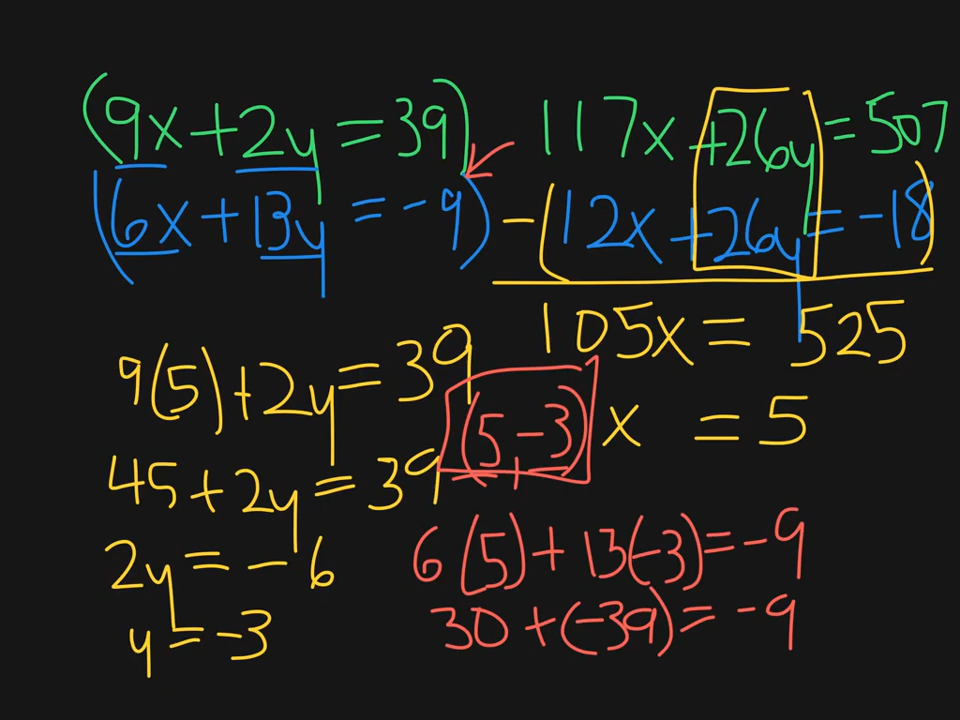 (9x+2y=39)
(6x+13y=-9)
117x+26y=507
-(12x+26y=-18)
105x=525
x=5
9(5)+2y=39
45+2y=39
2y=-6
y=-3
(5,-3)
6(5)+13(-3)=-9
30+(-39)=-9